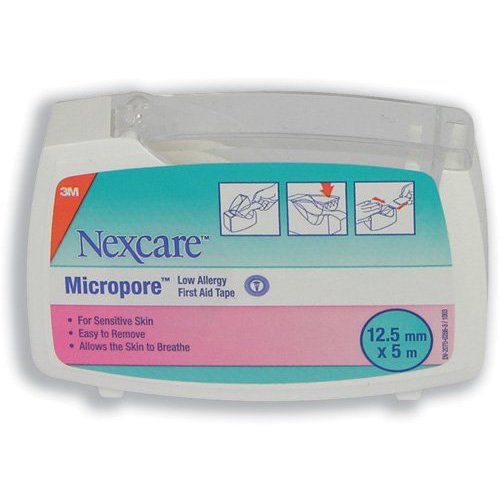 3M
Nexcare™
Micropore™ Low Allergy
First Aid Tape
• For Sensitive Skin
• Easy to Remove
• Allows the Skin to Breathe
12.5 mm
x 5 m